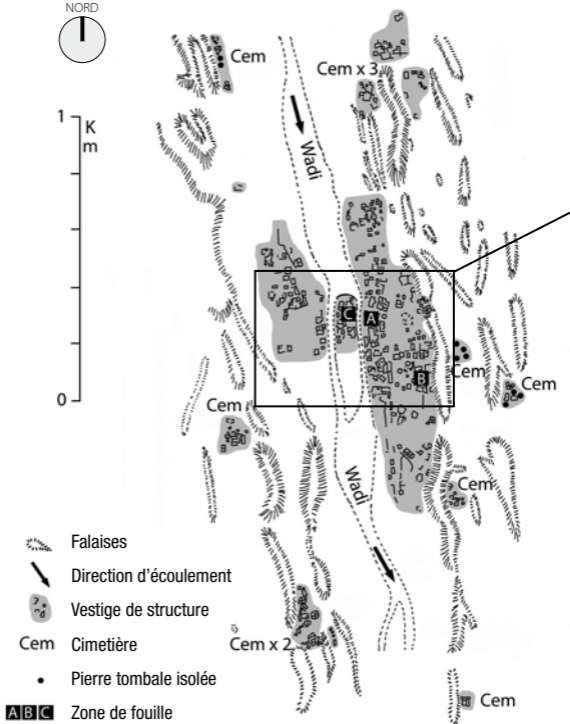 NORD
Cem
Cem x 3
1
K
m
Wadi
C
A
B
Cem
0
Cem
Cem
Wadi
Cem
Falaises
Direction d'écoulement
Vestige de structure
Cem x 2
Cem Cimetière
Pierre tombale isolée
Cem
A B C Zone de fouille